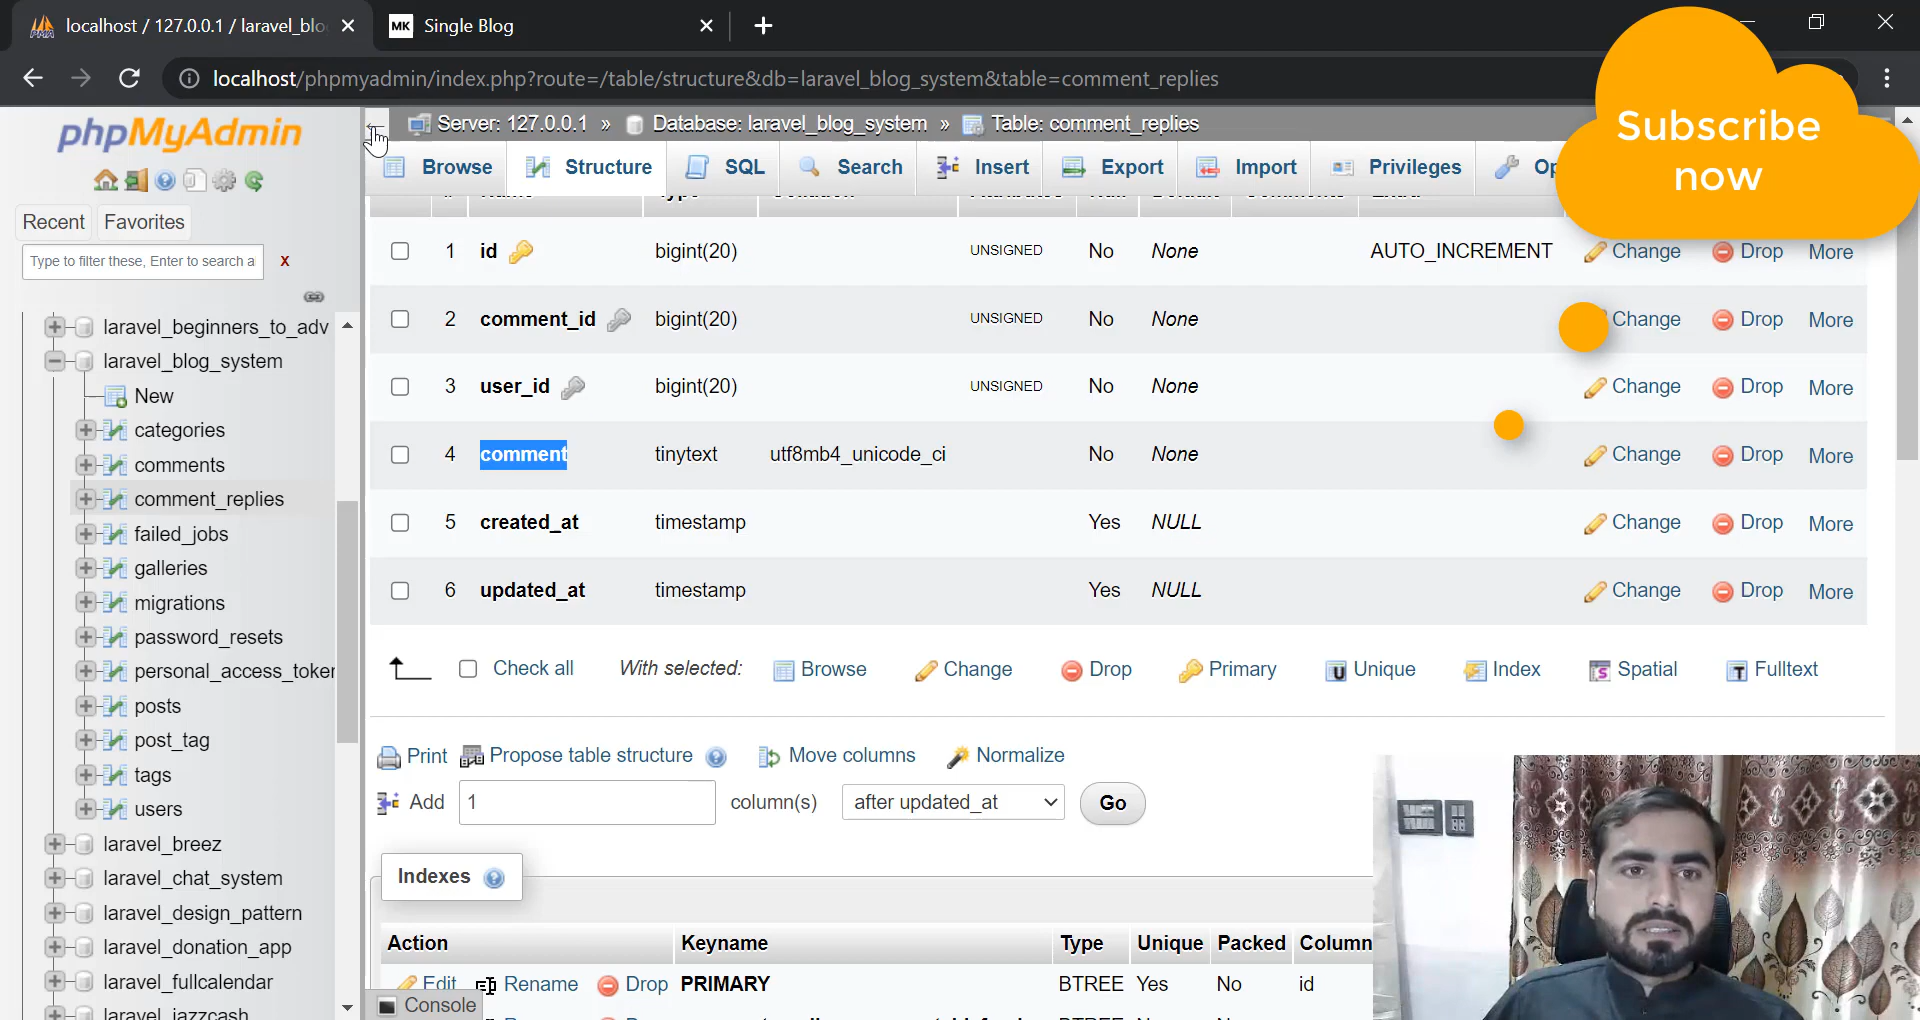 localhost / 127.0.0.1 / laravel_blo
MK Single Blog
localhost/phpmyadmin/index.php?route=/table/structure&db=laravel_blog_system&table=comment_replies
Subscribe
now
phpMyAdmin
Server: 127.0.0.1 » Database: laravel_blog_system » Table: comment_replies
Browse Structure SQL Search Insert Export Import Privileges Op
Recent Favorites
Type to filter these, Enter to search a X
laravel_beginners_to_adv
laravel_blog_system
New
categories
comments
comment_replies
failed_jobs
galleries
migrations
password_resets
personal_access_toker
posts
post_tag
tags
users
laravel_breez
laravel_chat_system
laravel_design_pattern
laravel_donation_app
laravel_fullcalendar
laravel_jazzcash
1 id bigint(20) UNSIGNED No None AUTO_INCREMENT Change Drop More
2 comment_id bigint(20) UNSIGNED No None Change Drop More
3 user_id bigint(20) UNSIGNED No None Change Drop More
4 comment tinytext utf8mb4_unicode_ci No None Change Drop More
5 created_at timestamp Yes NULL Change Drop More
6 updated_at timestamp Yes NULL Change Drop More
Check all With selected: Browse Change Drop Primary Unique Index Spatial Fulltext
Print Propose table structure Move columns Normalize
Add 1 column(s) after updated_at Go
Indexes
Action Keyname Type Unique Packed Column
Edit Rename Drop PRIMARY BTREE Yes No id
Console